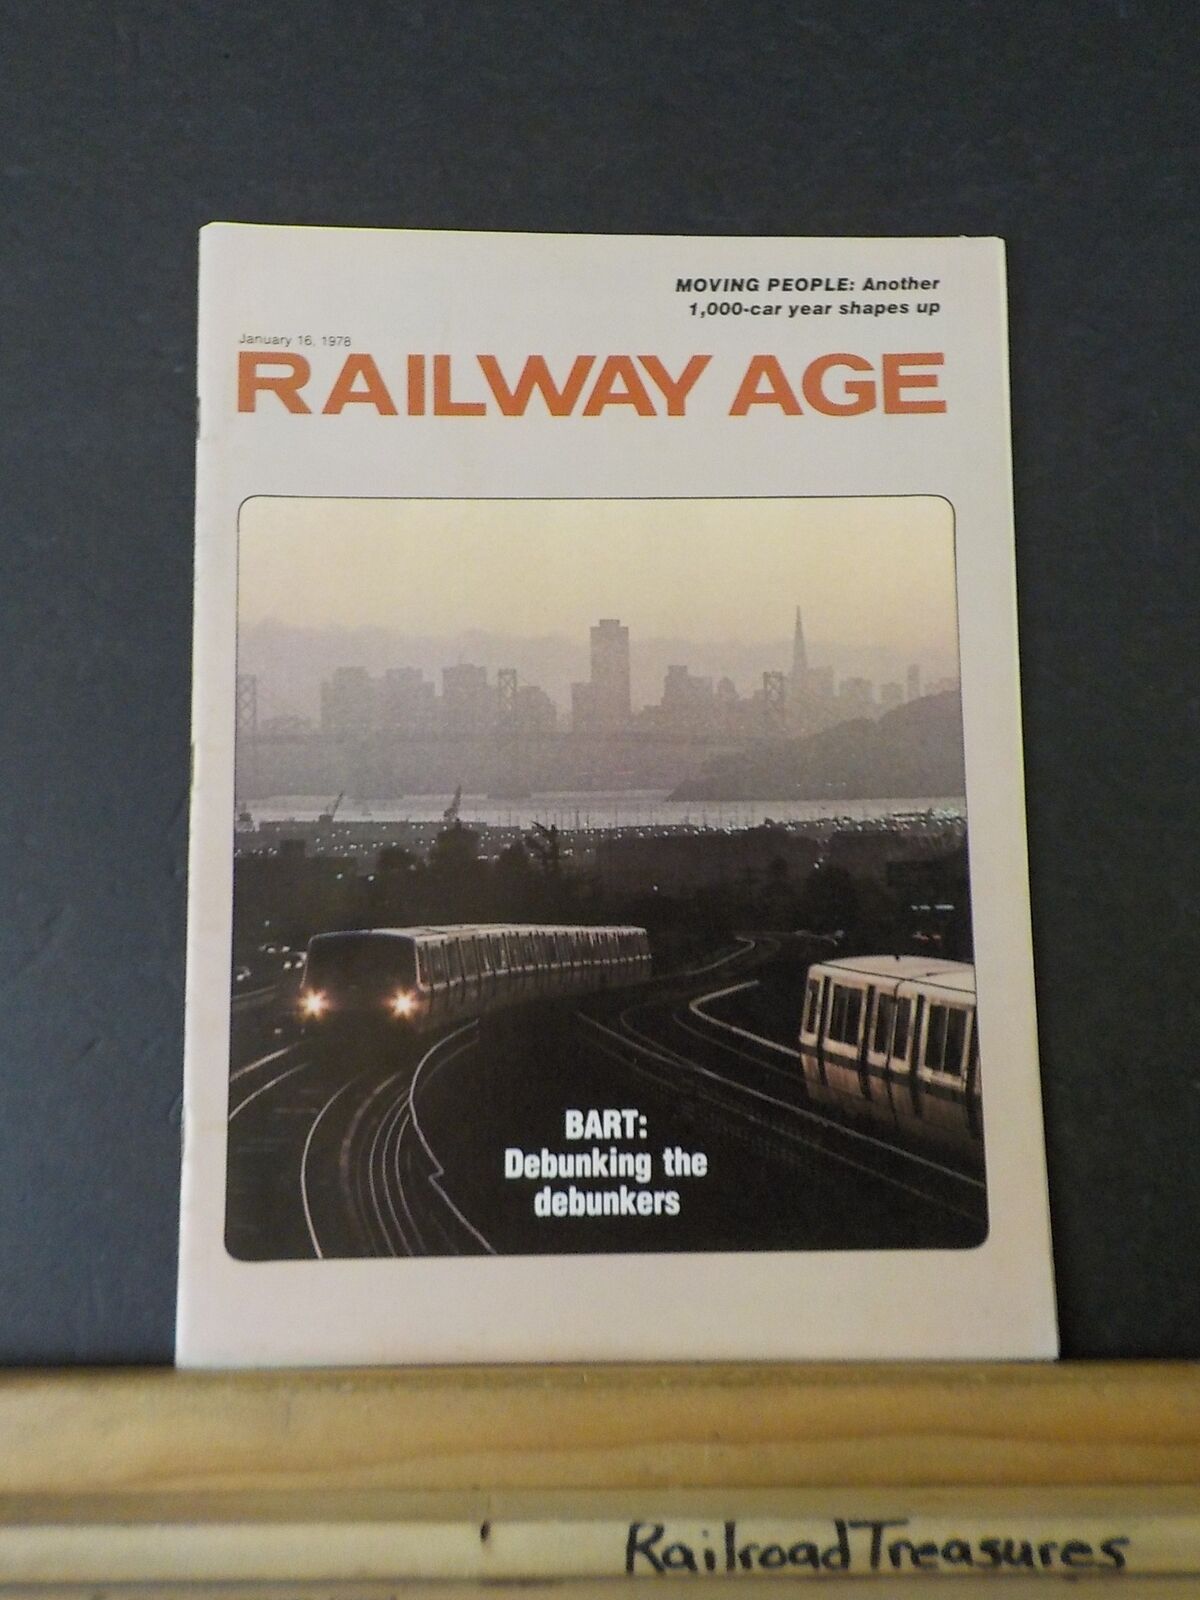 MOVING PEOPLE: Another
1,000-car year shapes up
January 16, 1978
RAILWAY AGE
BART:
Debunking the
debunkers
RailroadTreasures